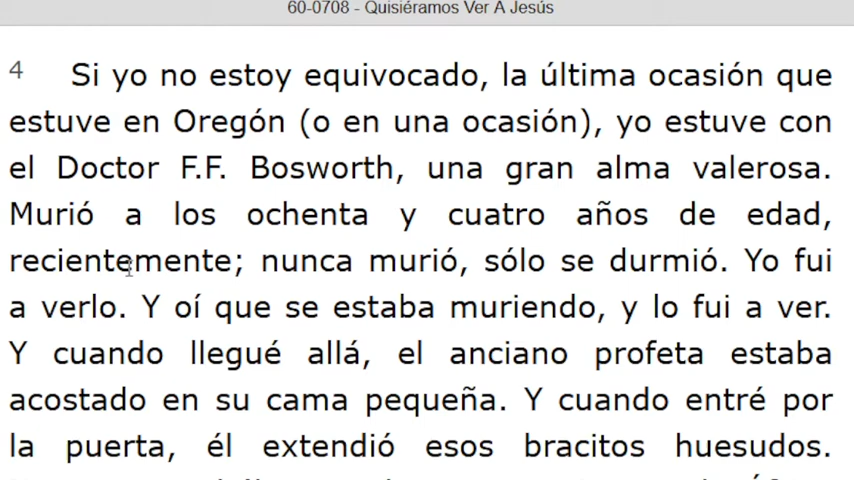 60-0708 - Quisiéramos Ver A Jesús
4 Si yo no estoy equivocado, la última ocasión que
estuve en Oregón (o en una ocasión), yo estuve con
el Doctor F.F. Bosworth, una gran alma valerosa.
Murió a los ochenta y cuatro años de edad,
recientemente; nunca murió, sólo se durmió. Yo fui
a verlo. Y oí que se estaba muriendo, y lo fui a ver.
Y cuando llegué allá, el anciano profeta estaba
acostado en su cama pequeña. Y cuando entré por
la puerta, él extendió esos bracitos huesudos.